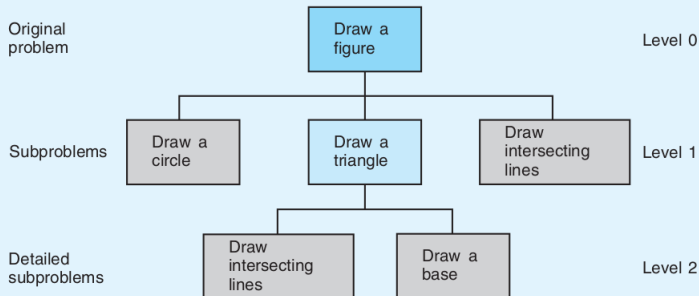 Original
problem
Draw a
figure
Level 0
Subproblems
Draw a
circle
Draw a
triangle
Draw
intersecting
lines
Level 1
Detailed
subproblems
Draw
intersecting
lines
Draw a
base
Level 2